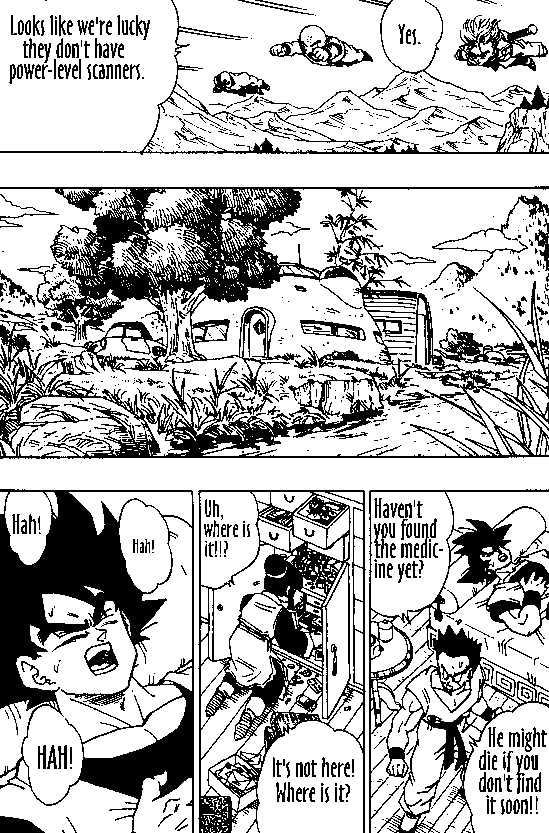 Looks like we're lucky
they don't have
power-level scanners.
Yes.
Hah!
Hah!
HAH!
Uh,
where is
it!!?
It's not here!
Where is it?
Haven't
you found
the medic-
ine yet?
He might
die if you
don't find
it soon!!